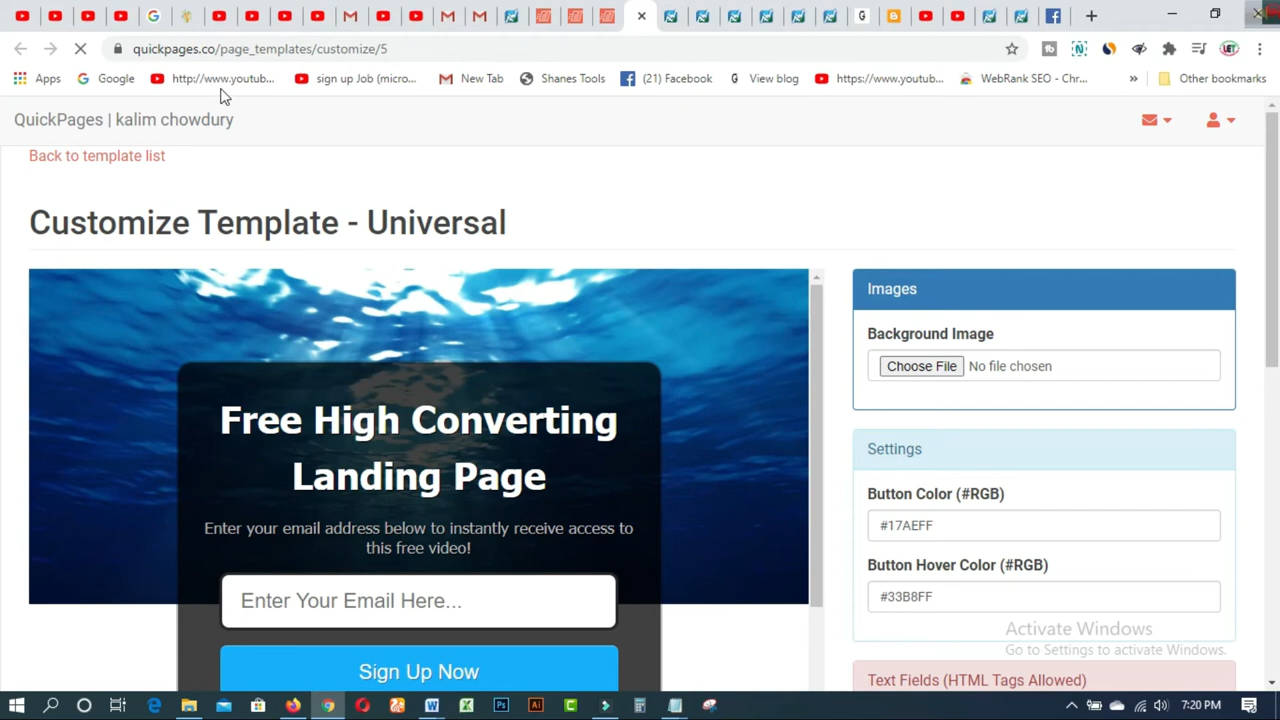 quickpages.co/page_templates/customize/5
Apps
Google
http://www.youtub...
sign up Job (micro...
New Tab
Shanes Tools
(21) Facebook
View blog
https://www.youtub...
WebRank SEO - Chr...
»
Other bookmarks
QuickPages | kalim chowdury
Back to template list
Customize Template - Universal
Free High Converting
Landing Page
Enter your email address below to instantly receive access to
this free video!
Enter Your Email Here...
Sign Up Now
Images
Background Image
Choose File No file chosen
Settings
Button Color (#RGB)
#17AEFF
Button Hover Color (#RGB)
#33B8FF
Activate Windows
Go to Settings to activate Windows.
Text Fields (HTML Tags Allowed)
7:20 PM